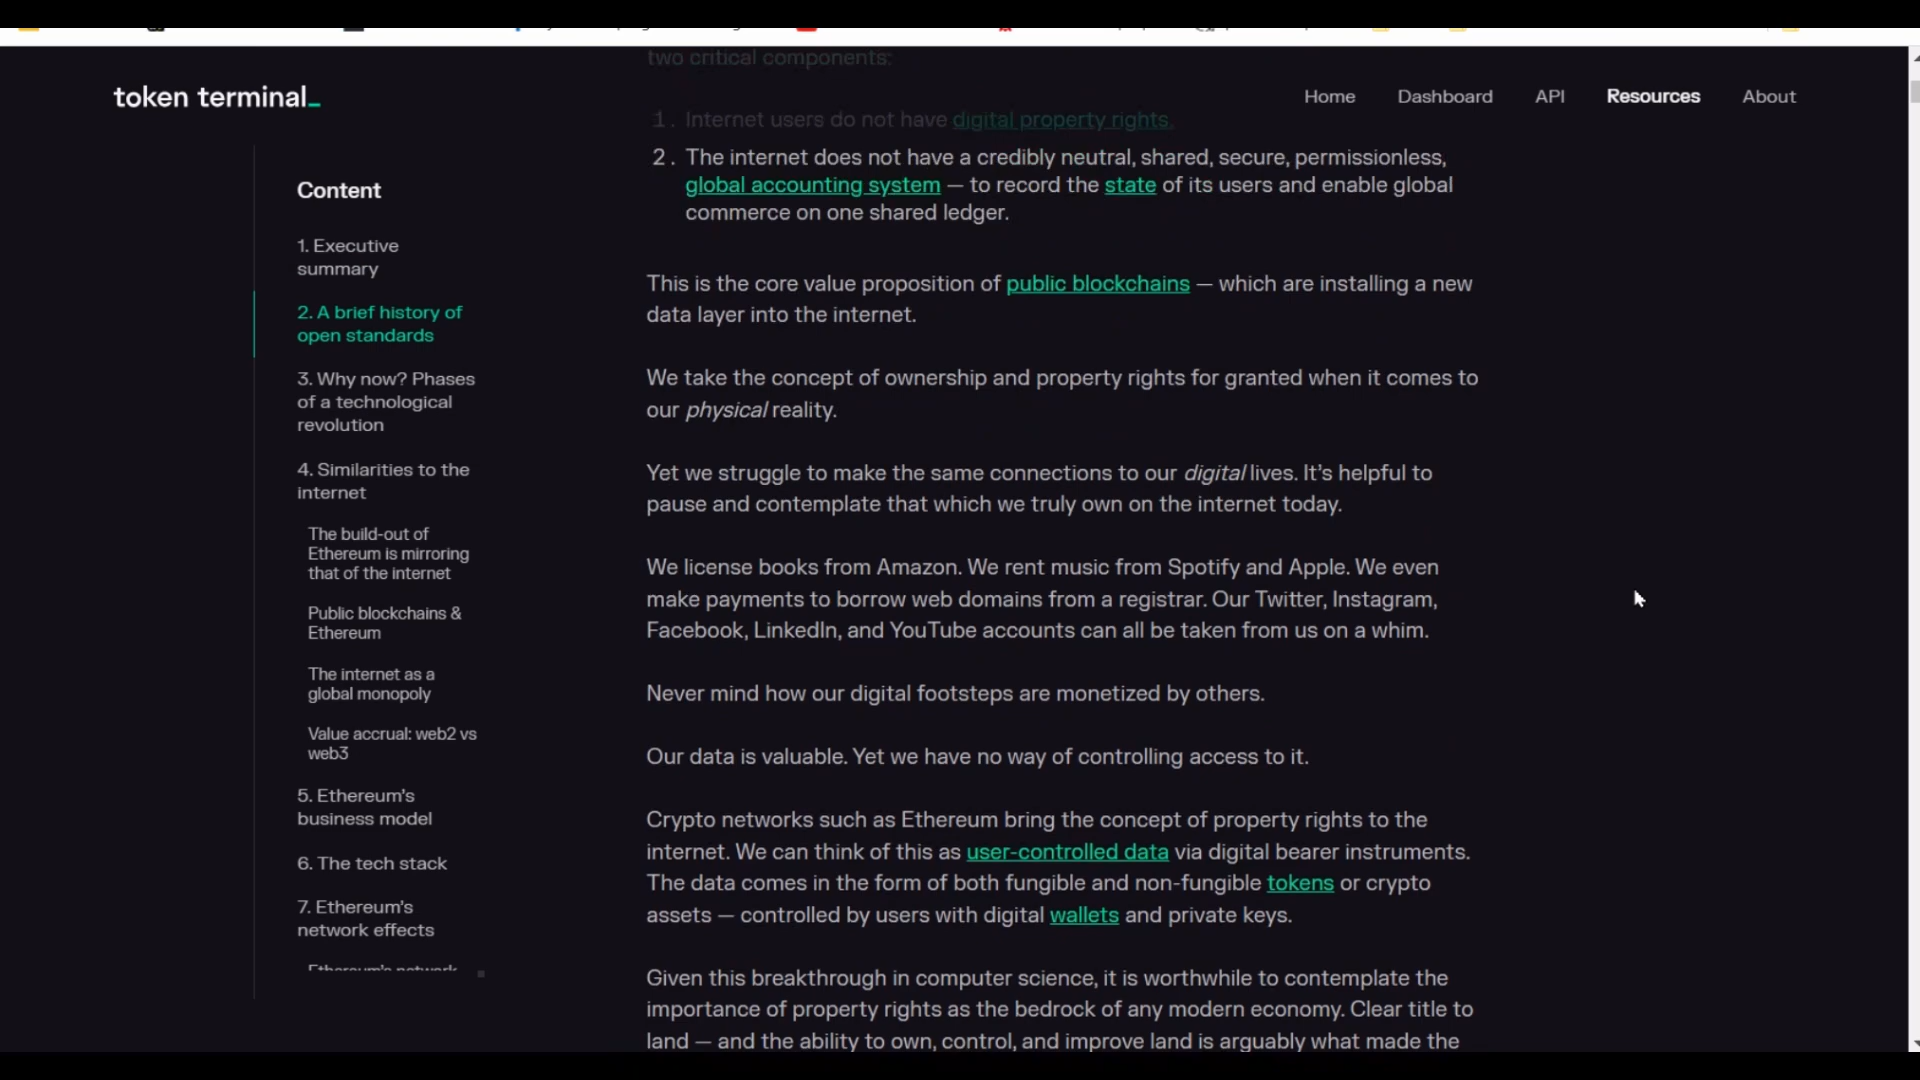 two critical components:
token terminal_
Home
Dashboard
API
Resources
About
1. Internet users do not have digital property rights.
2. The internet does not have a credibly neutral, shared, secure, permissionless,
global accounting system — to record the state of its users and enable global
commerce on one shared ledger.
Content
1. Executive
summary
2. A brief history of
open standards
3. Why now? Phases
of a technological
revolution
4. Similarities to the
internet
The build-out of
Ethereum is mirroring
that of the internet
Public blockchains &
Ethereum
The internet as a
global monopoly
Value accrual: web2 vs
web3
5. Ethereum's
business model
6. The tech stack
7. Ethereum's
network effects
Ethereum's network
This is the core value proposition of public blockchains — which are installing a new
data layer into the internet.
We take the concept of ownership and property rights for granted when it comes to
our physical reality.
Yet we struggle to make the same connections to our digital lives. It's helpful to
pause and contemplate that which we truly own on the internet today.
We license books from Amazon. We rent music from Spotify and Apple. We even
make payments to borrow web domains from a registrar. Our Twitter, Instagram,
Facebook, LinkedIn, and YouTube accounts can all be taken from us on a whim.
Never mind how our digital footsteps are monetized by others.
Our data is valuable. Yet we have no way of controlling access to it.
Crypto networks such as Ethereum bring the concept of property rights to the
internet. We can think of this as user-controlled data via digital bearer instruments.
The data comes in the form of both fungible and non-fungible tokens or crypto
assets — controlled by users with digital wallets and private keys.
Given this breakthrough in computer science, it is worthwhile to contemplate the
importance of property rights as the bedrock of any modern economy. Clear title to
land — and the ability to own, control, and improve land is arguably what made the